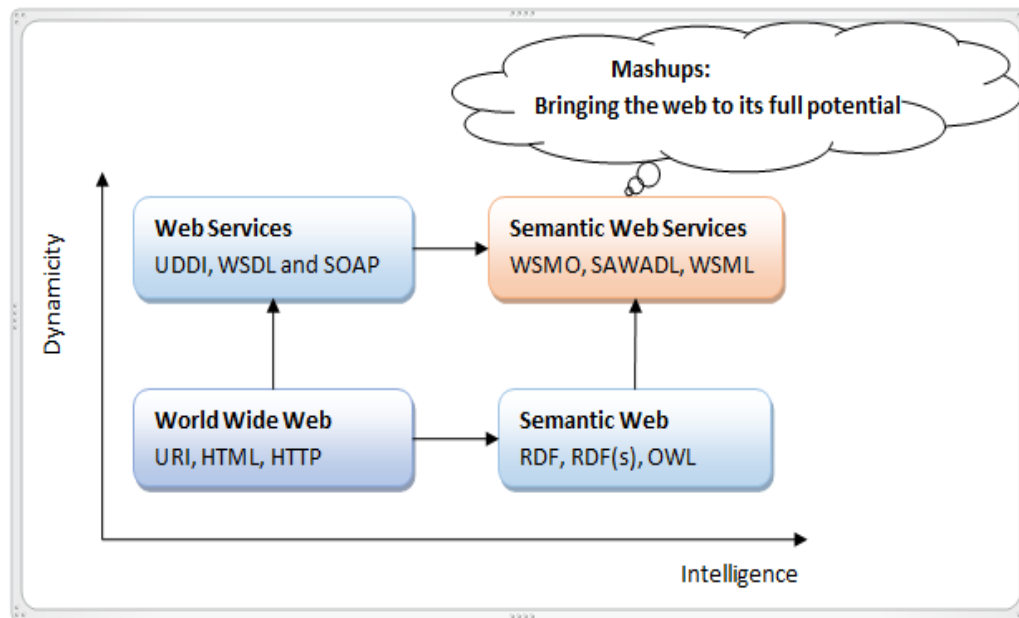 Mashups:
Bringing the web to its full potential
Dynamicity
Web Services
UDDI, WSDL and SOAP
Semantic Web Services
WSMO, SAWADL, WSML
World Wide Web
URI, HTML, HTTP
Semantic Web
RDF, RDF(s), OWL
Intelligence